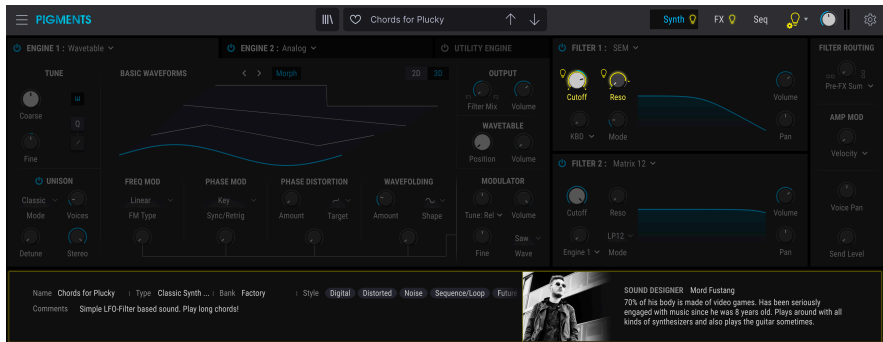 PIGMENTS
Chords for Plucky
Synth FX Seq
ENGINE 1 : Wavetable
ENGINE 2 : Analog
UTILITY ENGINE
FILTER 1 : SEM
FILTER ROUTING
TUNE
BASIC WAVEFORMS
Morph
2D 3D
OUTPUT
Coarse
Fine
Filter Mix Volume
WAVETABLE
Position Volume
Cutoff Reso
Volume
KBD Mode
Pan
Pre-FX Sum
AMP MOD
Velocity
FILTER 2 : Matrix 12
UNISON
FREQ MOD
PHASE MOD
PHASE DISTORTION
WAVEFOLDING
MODULATOR
Classic
Linear
Key
Mode Voices
FM Type
Sync/Retrig
Amount Target
Amount Shape
Tune: Rel Volume
Cutoff Reso
Volume
Voice Pan
Detune Stereo
Saw
Fine Wave
LP12
Engine 1 Mode
Pan
Send Level
Name Chords for Plucky Type Classic Synth ... Bank Factory Style Digital Distorted Noise Sequence/Loop
Comments Simple LFO-Filter based sound. Play long chords!
SOUND DESIGNER Mord Fustang
70% of his body is made of video games. Has been seriously
engaged with music since he was 8 years old. Plays around with all
kinds of synthesizers and also plays the guitar sometimes.